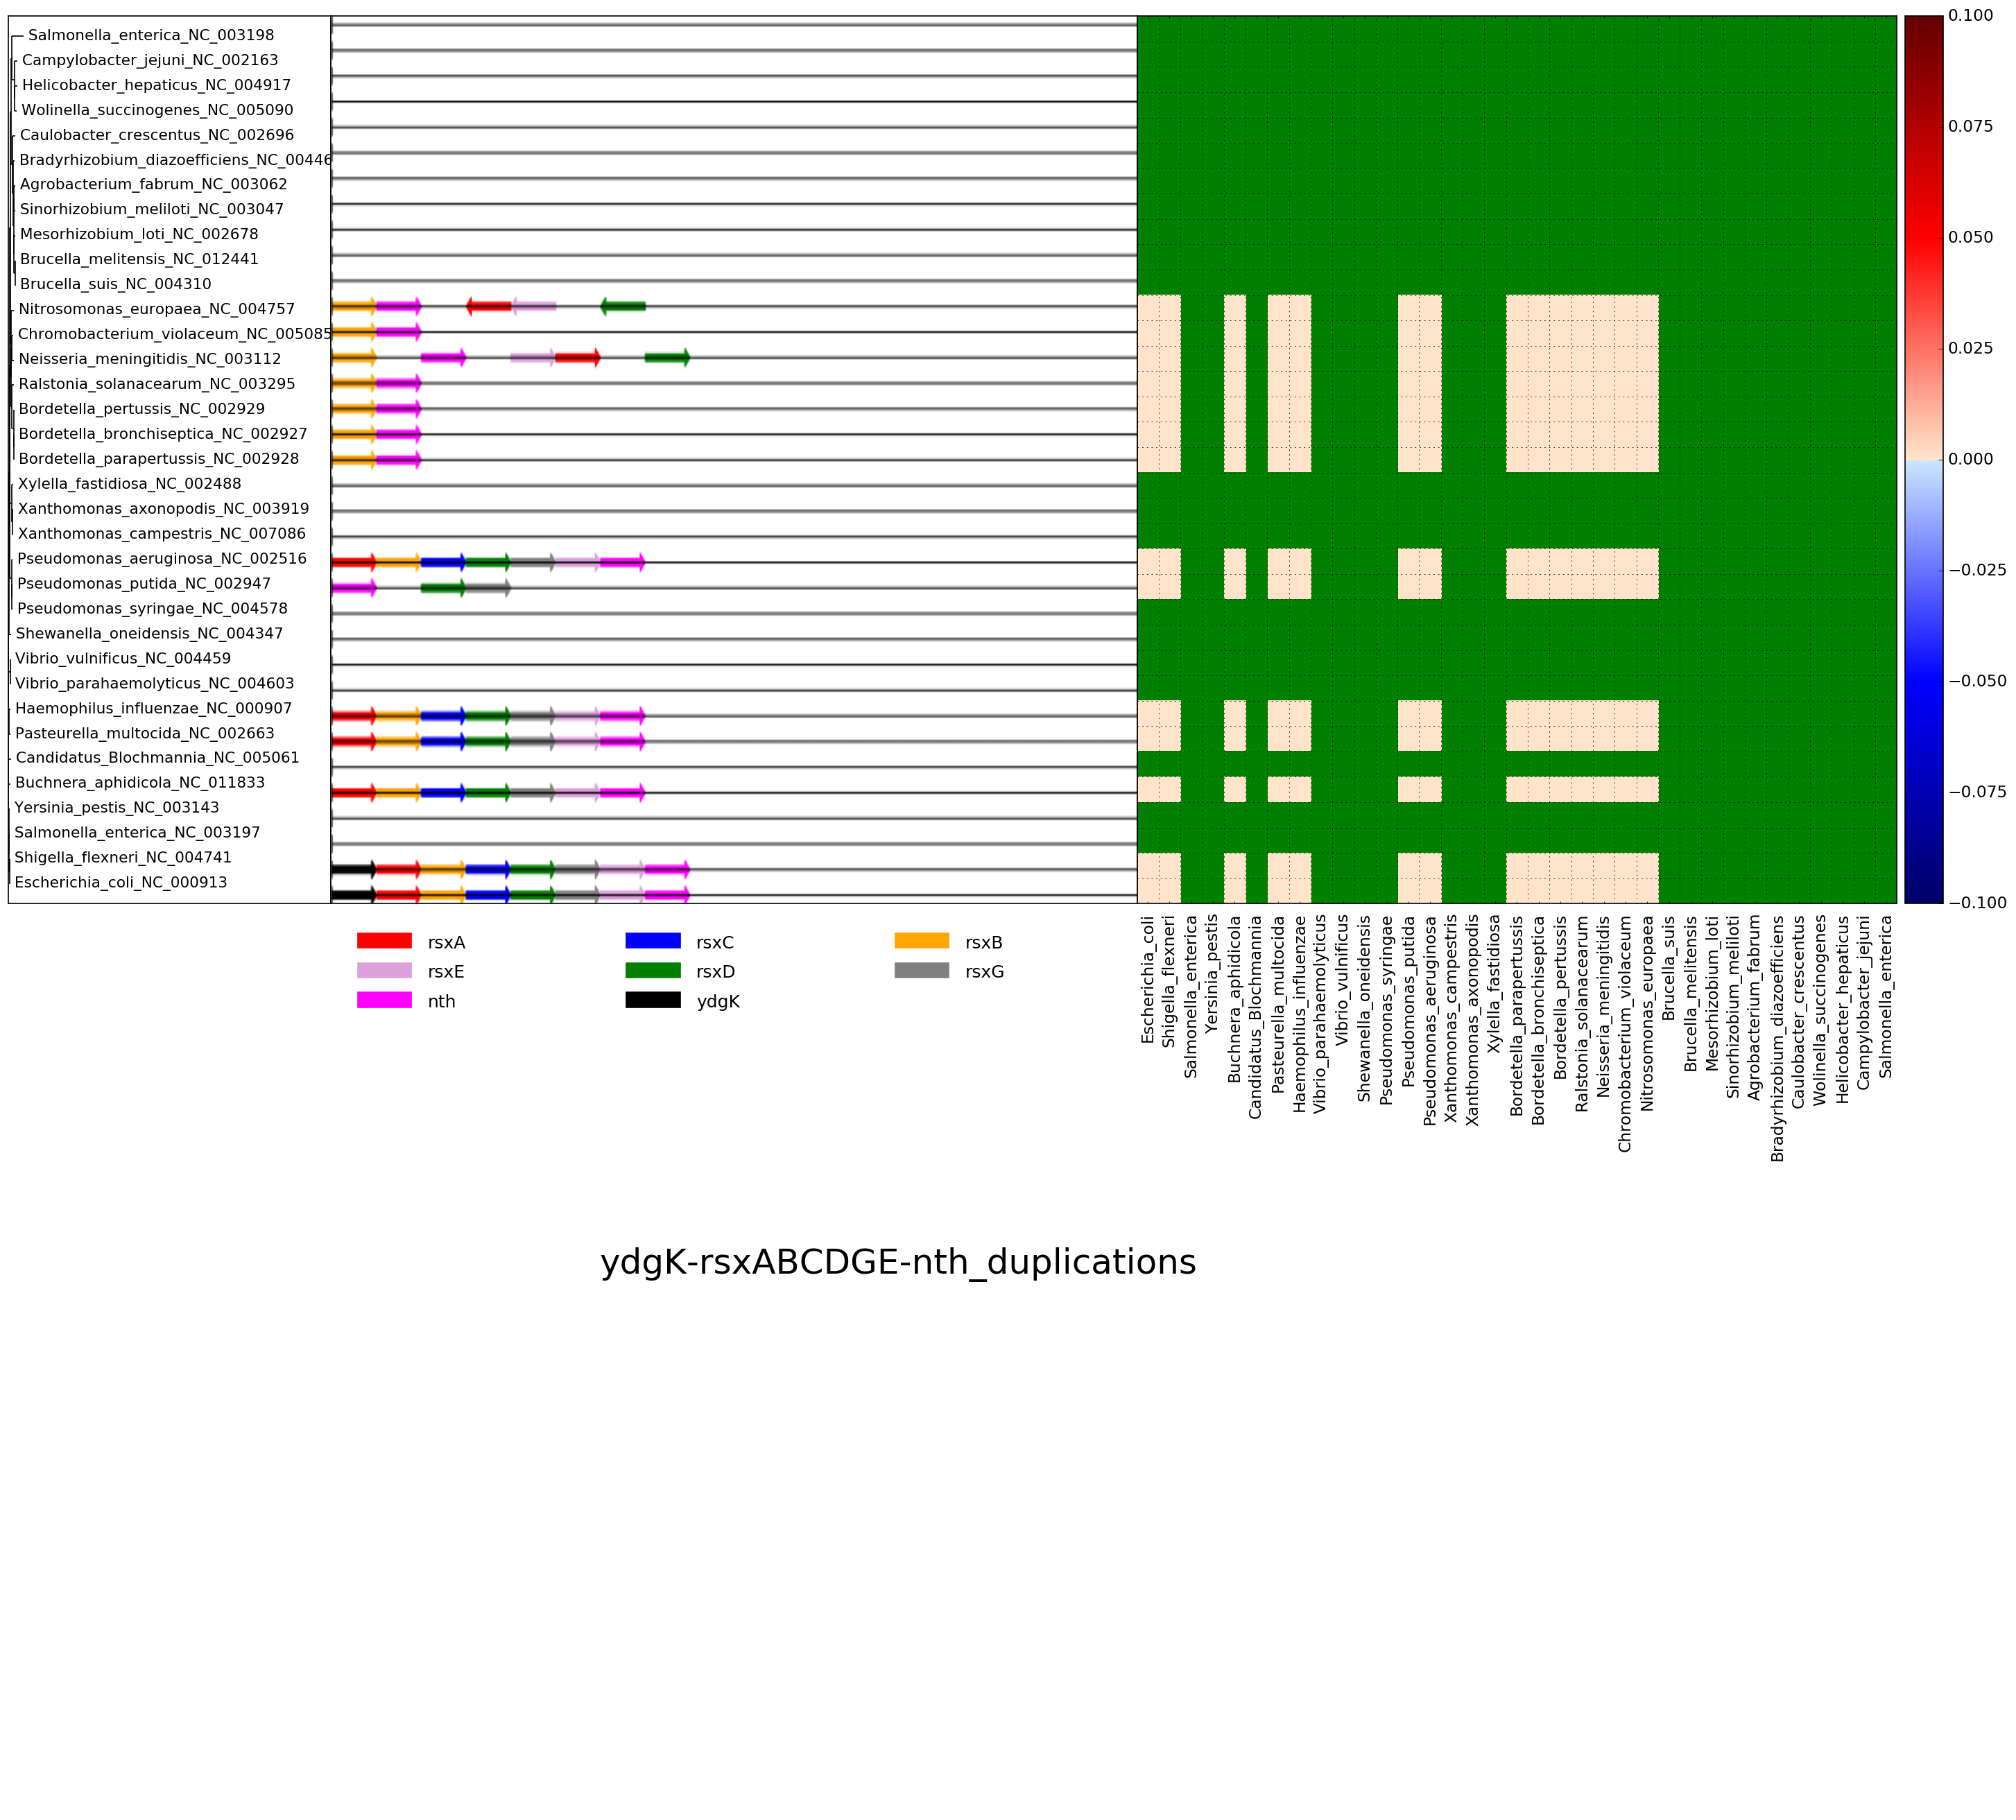 Salmonella_enterica_NC_003198
Campylobacter_jejuni_NC_002163
Helicobacter_hepaticus_NC_004917
Wolinella_succinogenes_NC_005090
Caulobacter_crescentus_NC_002696
Bradyrhizobium_diazoefficiens_NC_00446
Agrobacterium_fabrum_NC_003062
Sinorhizobium_meliloti_NC_003047
Mesorhizobium_loti_NC_002678
Brucella_melitensis_NC_012441
Brucella_suis_NC_004310
Nitrosomonas_europaea_NC_004757
Chromobacterium_violaceum_NC_005085
Neisseria_meningitidis_NC_003112
Ralstonia_solanacearum_NC_003295
Bordetella_pertussis_NC_002929
Bordetella_bronchiseptica_NC_002927
Bordetella_parapertussis_NC_002928
Xylella_fastidiosa_NC_002488
Xanthomonas_axonopodis_NC_003919
Xanthomonas_campestris_NC_007086
Pseudomonas_aeruginosa_NC_002516
Pseudomonas_putida_NC_002947
Pseudomonas_syringae_NC_004578
Shewanella_oneidensis_NC_004347
Vibrio_vulnificus_NC_004459
Vibrio_parahaemolyticus_NC_004603
Haemophilus_influenzae_NC_000907
Pasteurella_multocida_NC_002663
Candidatus_Blochmannia_NC_005061
Buchnera_aphidicola_NC_011833
Yersinia_pestis_NC_003143
Salmonella_enterica_NC_003197
Shigella_flexneri_NC_004741
Escherichia_coli_NC_000913
0.100
0.075
0.050
0.025
0.000
−0.025
−0.050
−0.075
−0.100
Escherichia_coli
Shigella_flexneri
Salmonella_enterica
Yersinia_pestis
Buchnera_aphidicola
Candidatus_Blochmannia
Pasteurella_multocida
Haemophilus_influenzae
Vibrio_parahaemolyticus
Vibrio_vulnificus
Shewanella_oneidensis
Pseudomonas_syringae
Pseudomonas_putida
Pseudomonas_aeruginosa
Xanthomonas_campestris
Xanthomonas_axonopodis
Xylella_fastidiosa
Bordetella_parapertussis
Bordetella_bronchiseptica
Bordetella_pertussis
Ralstonia_solanacearum
Neisseria_meningitidis
Chromobacterium_violaceum
Nitrosomonas_europaea
Brucella_suis
Brucella_melitensis
Mesorhizobium_loti
Sinorhizobium_meliloti
Agrobacterium_fabrum
Bradyrhizobium_diazoefficiens
Caulobacter_crescentus
Wolinella_succinogenes
Helicobacter_hepaticus
Campylobacter_jejuni
Salmonella_enterica
rsxA rsxC rsxB
rsxE rsxD rsxG
nth ydgK
ydgK-rsxABCDGE-nth_duplications